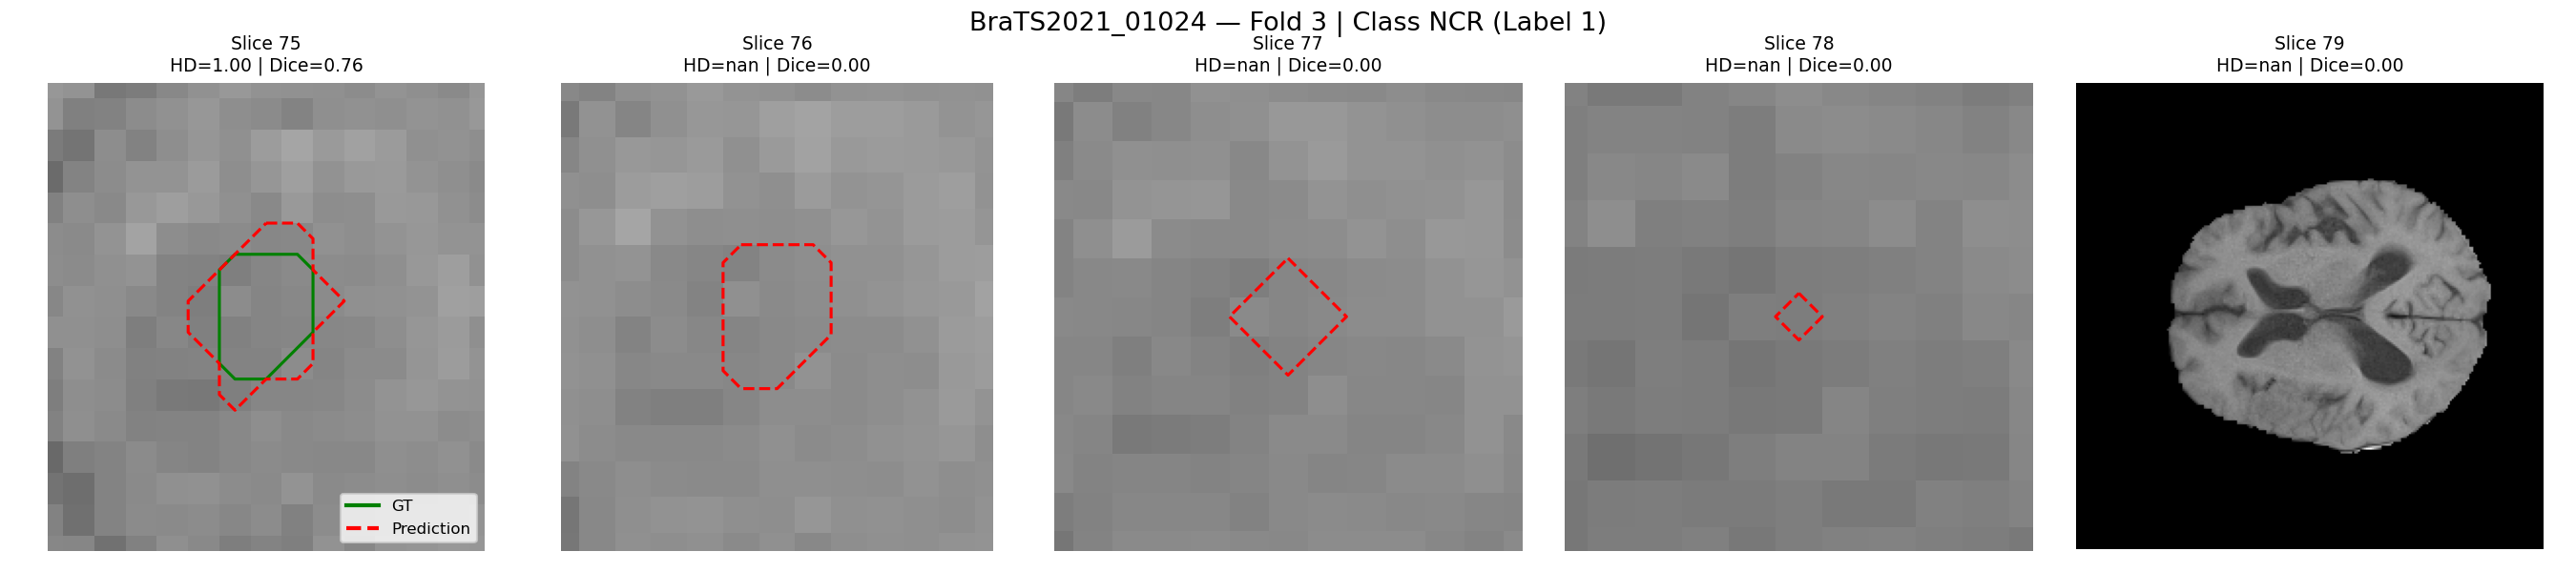 BraTS2021_01024 — Fold 3 | Class NCR (Label 1)
Slice 75
HD=1.00 | Dice=0.76
Slice 76
HD=nan | Dice=0.00
Slice 77
HD=nan | Dice=0.00
Slice 78
HD=nan | Dice=0.00
Slice 79
HD=nan | Dice=0.00
GT
Prediction